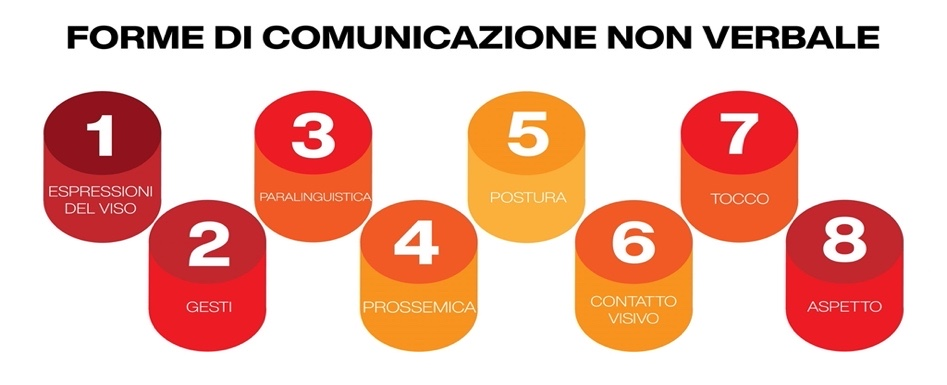 FORME DI COMUNICAZIONE NON VERBALE
1
ESPRESSIONI
DEL VISO
2
GESTI
3
PARALINGUISTICA
4
PROSSEMICA
5
POSTURA
6
CONTATTO
VISIVO
7
TOCCO
8
ASPETTO